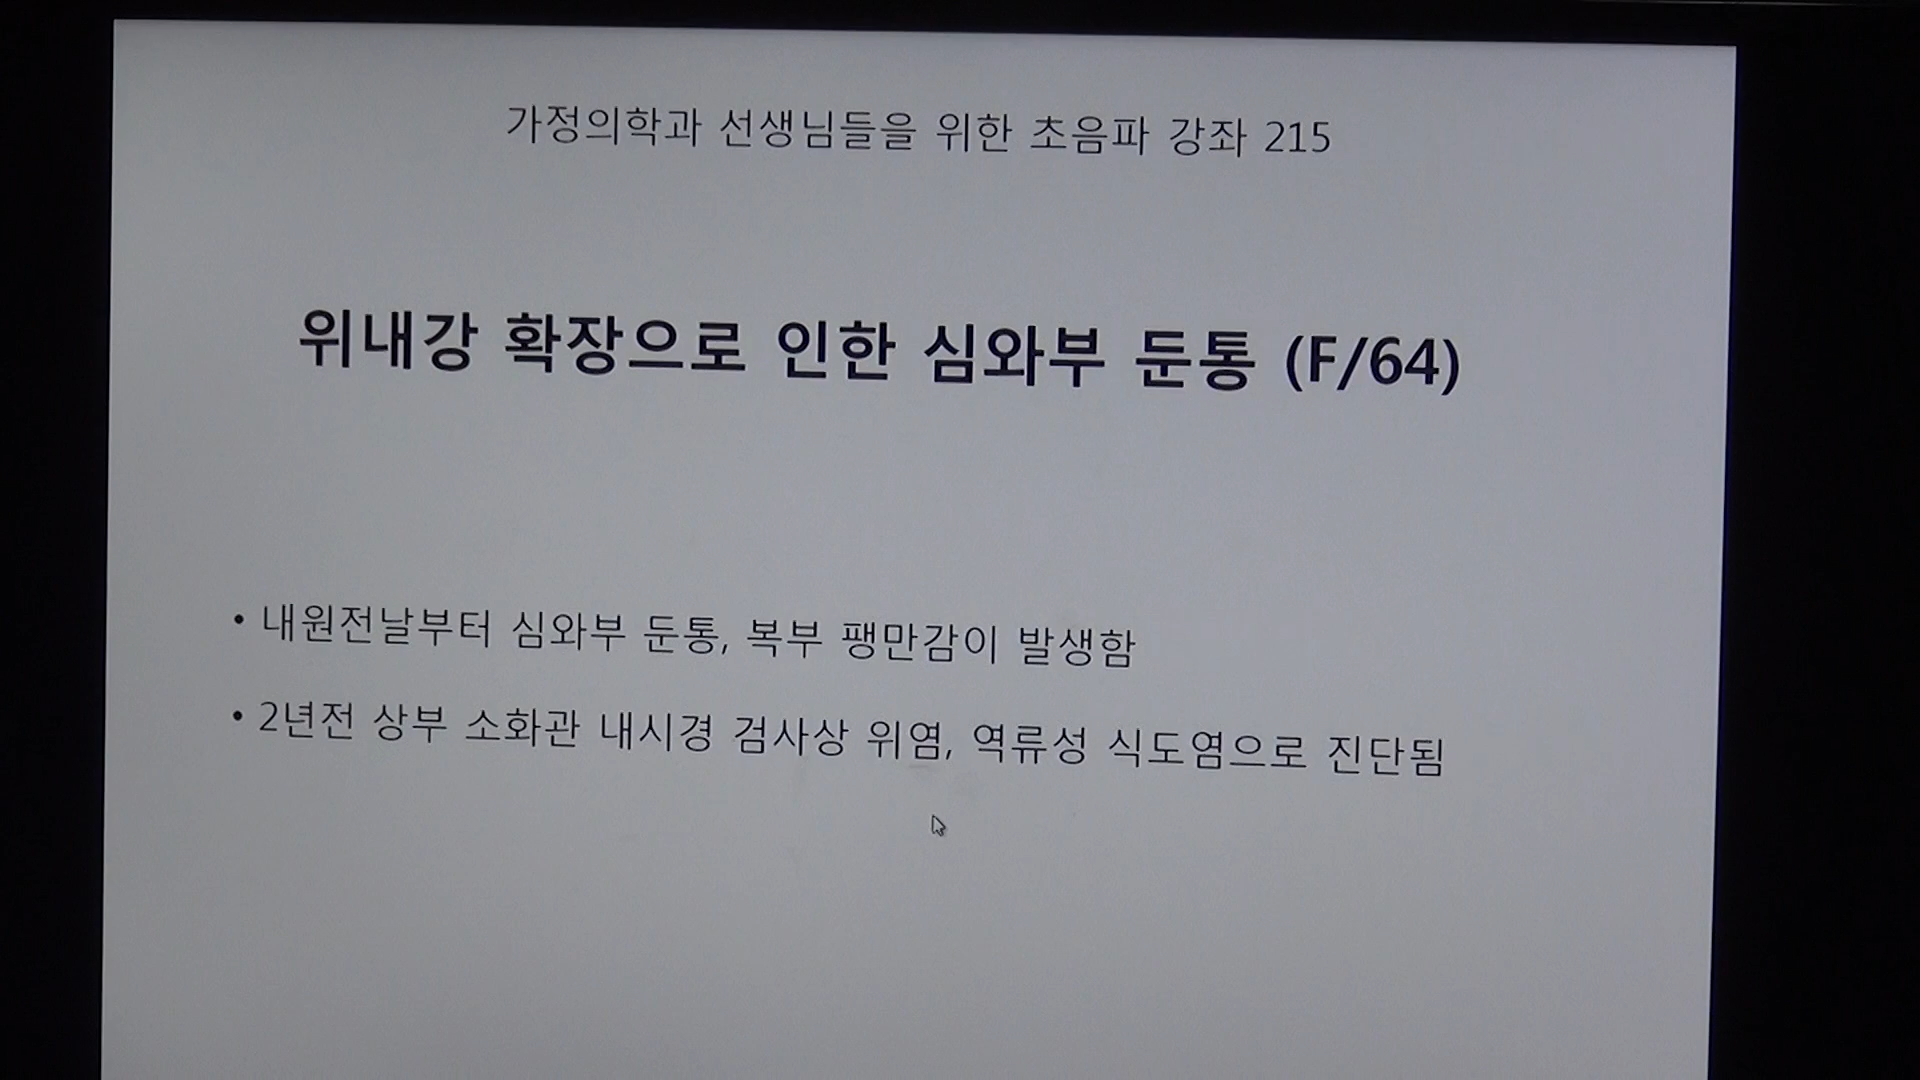 가정의학과 선생님들을 위한 초음파 강좌 215
위내강 확장으로 인한 심와부 둔통 (F/64)
• 내원전날부터 심와부 둔통, 복부 팽만감이 발생함
• 2년전 상부 소화관 내시경 검사상 위염, 역류성 식도염으로 진단됨